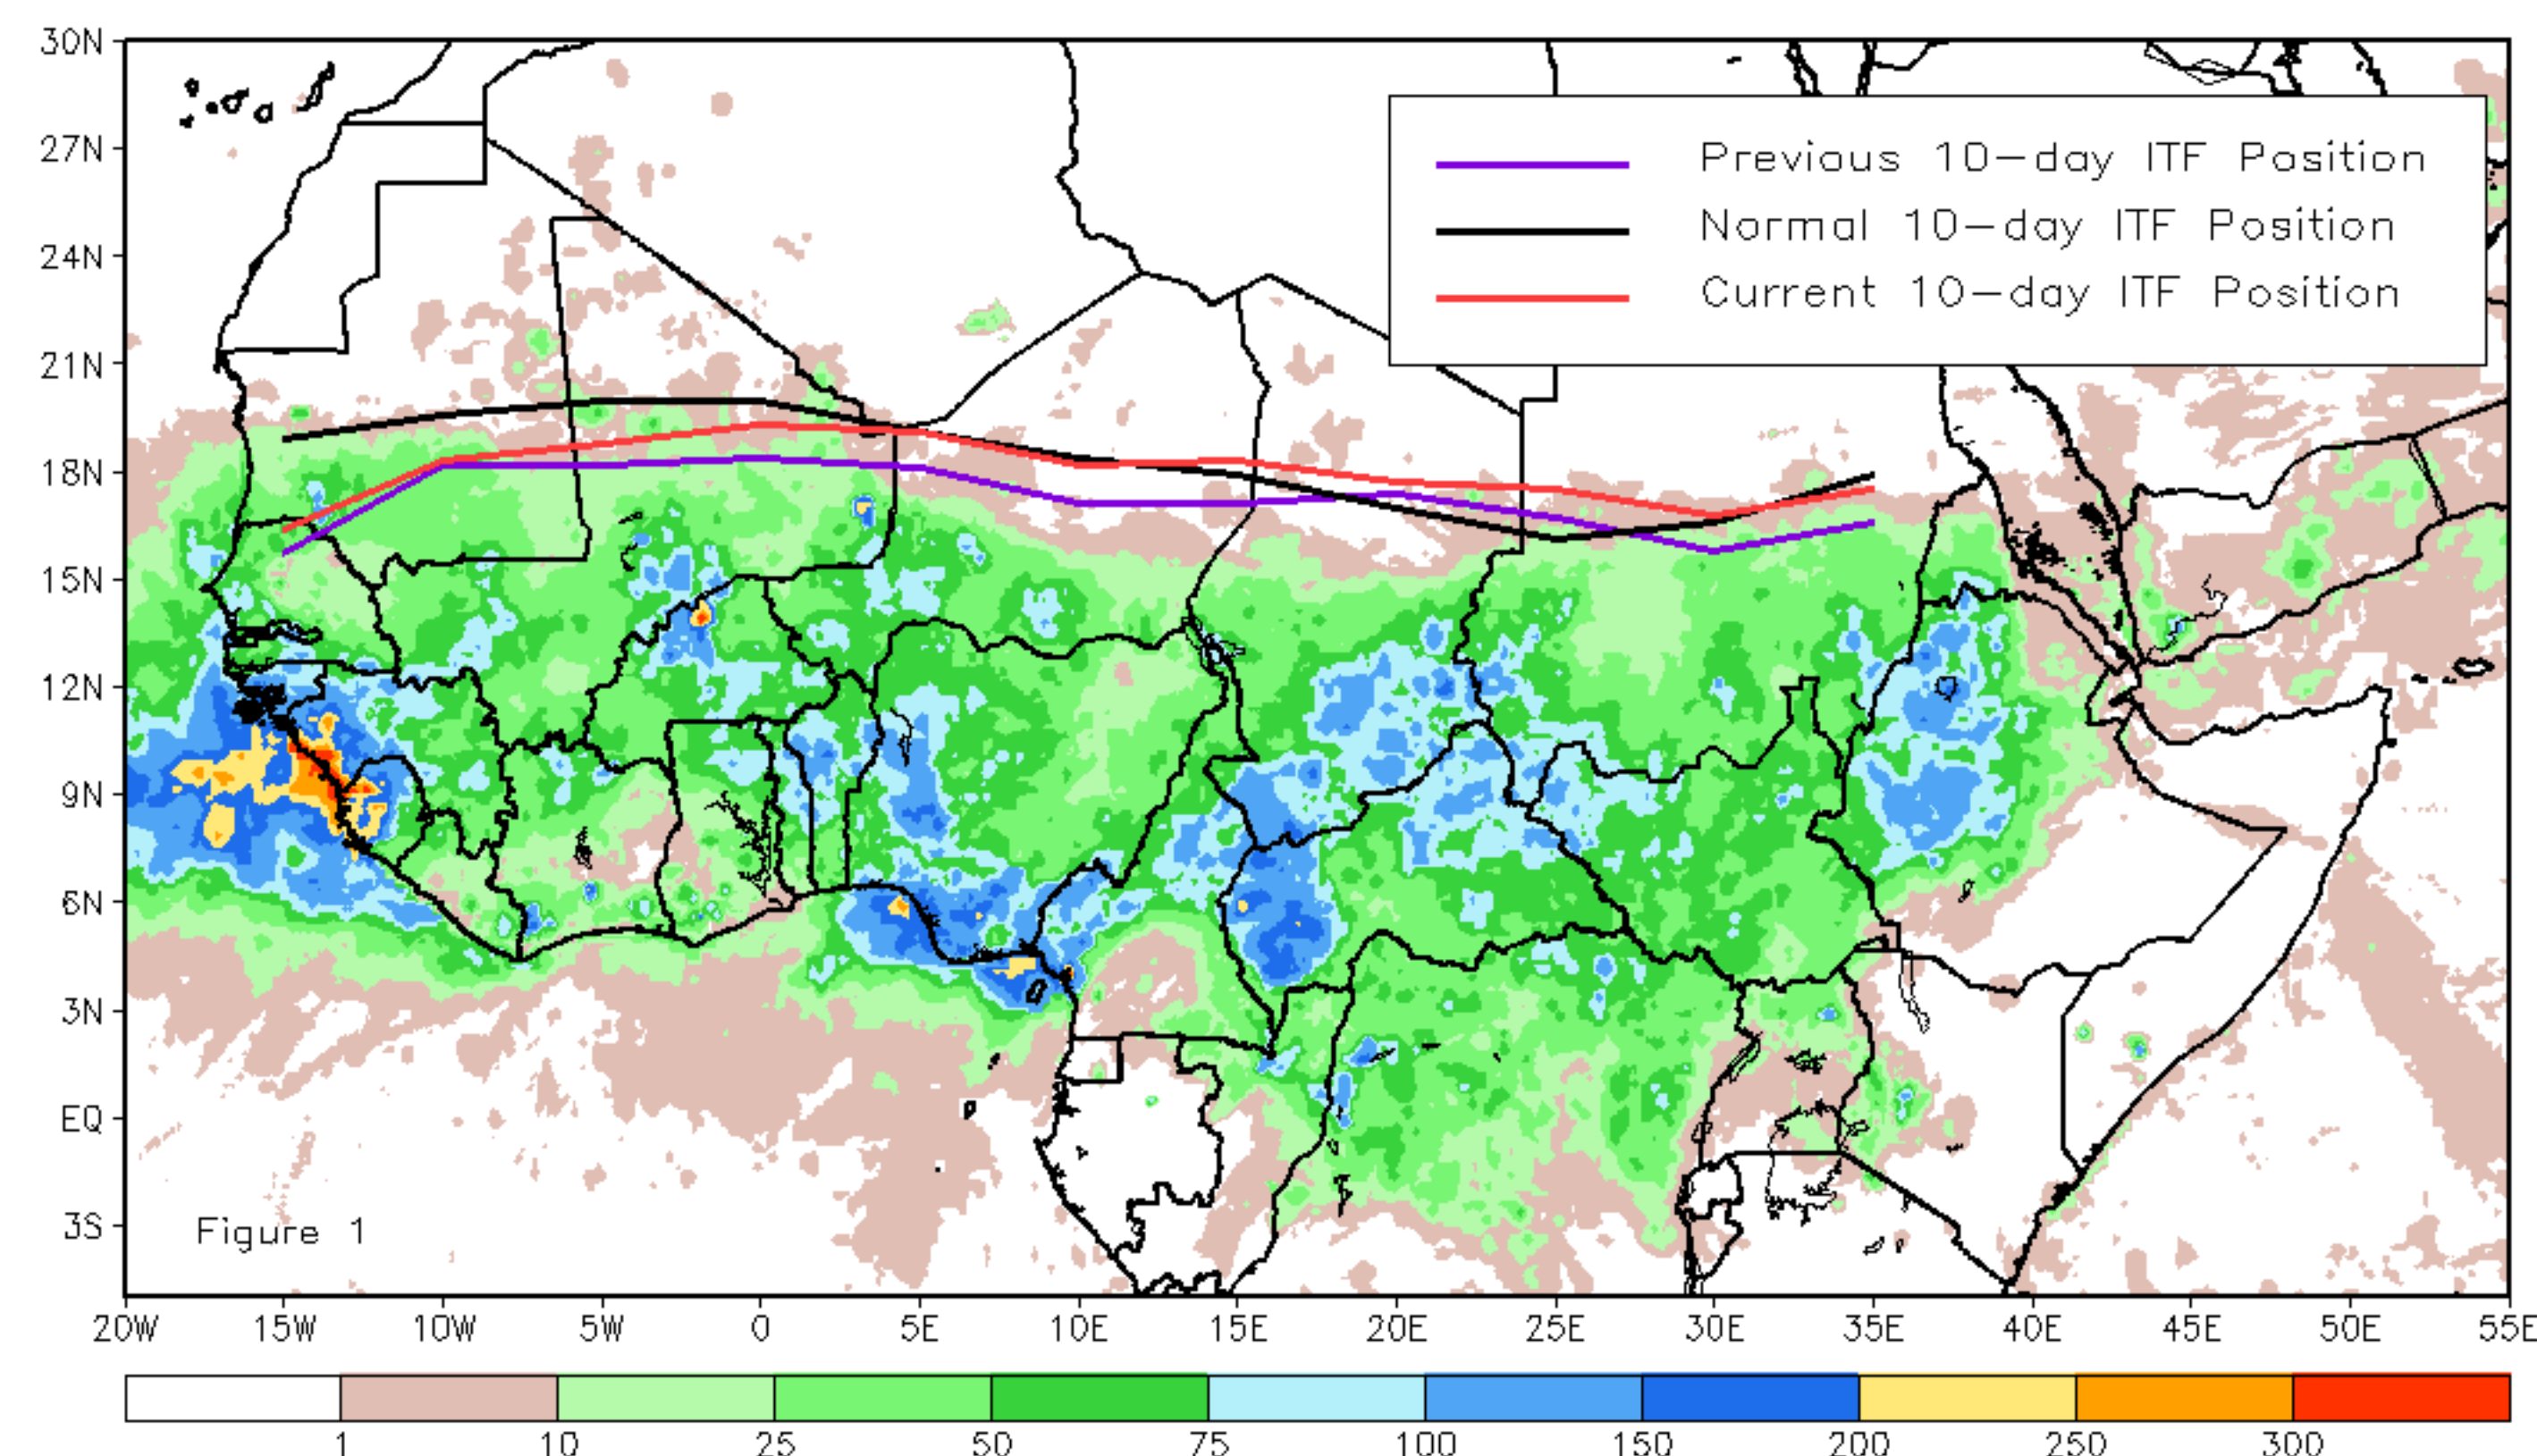 30N
27N
24N
21N
18N
15N
12N
9N
6N
3N
EQ
3S
Previous 10-day ITF Position
Normal 10-day ITF Position
Current 10-day ITF Position
Figure 1
20W 15W 10W 5W 0 5E 10E 15E 20E 25E 30E 35E 40E 45E 50E 55E
1 10 25 50 75 100 150 200 250 300